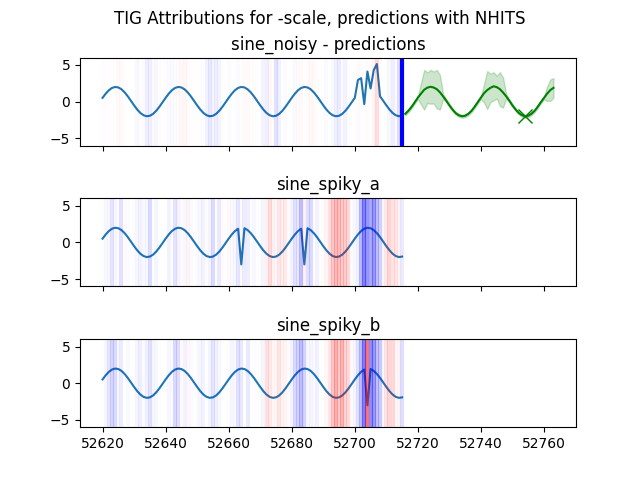 TIG Attributions for -scale, predictions with NHITS
sine_noisy - predictions
5
0
−5
sine_spiky_a
5
0
−5
sine_spiky_b
5
0
−5
52620 52640 52660 52680 52700 52720 52740 52760